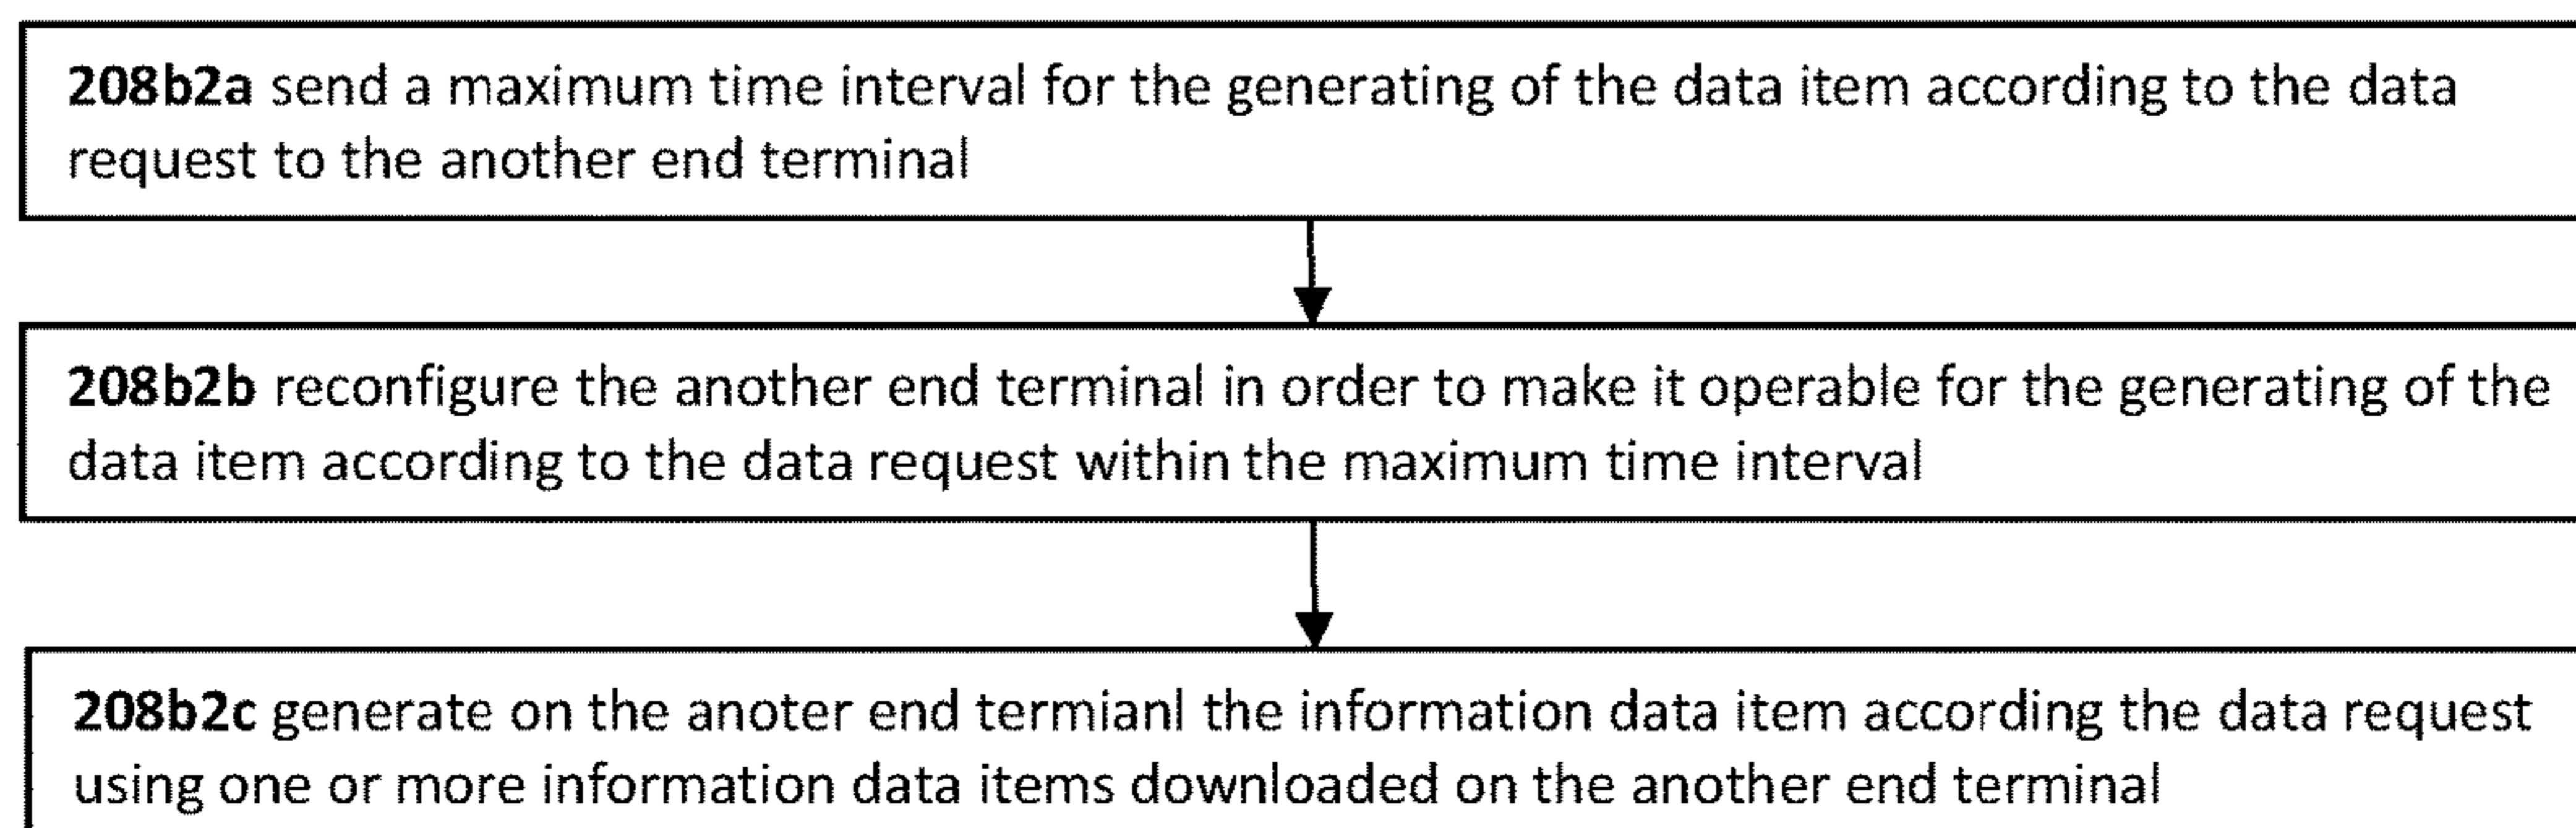 208b2a send a maximum time interval for the generating of the data item according to the data
request to the another end terminal
208b2b reconfigure the another end terminal in order to make it operable for the generating of the
data item according to the data request within the maximum time interval
208b2c generate on the anoter end termianl the information data item according the data request
using one or more information data items downloaded on the another end terminal